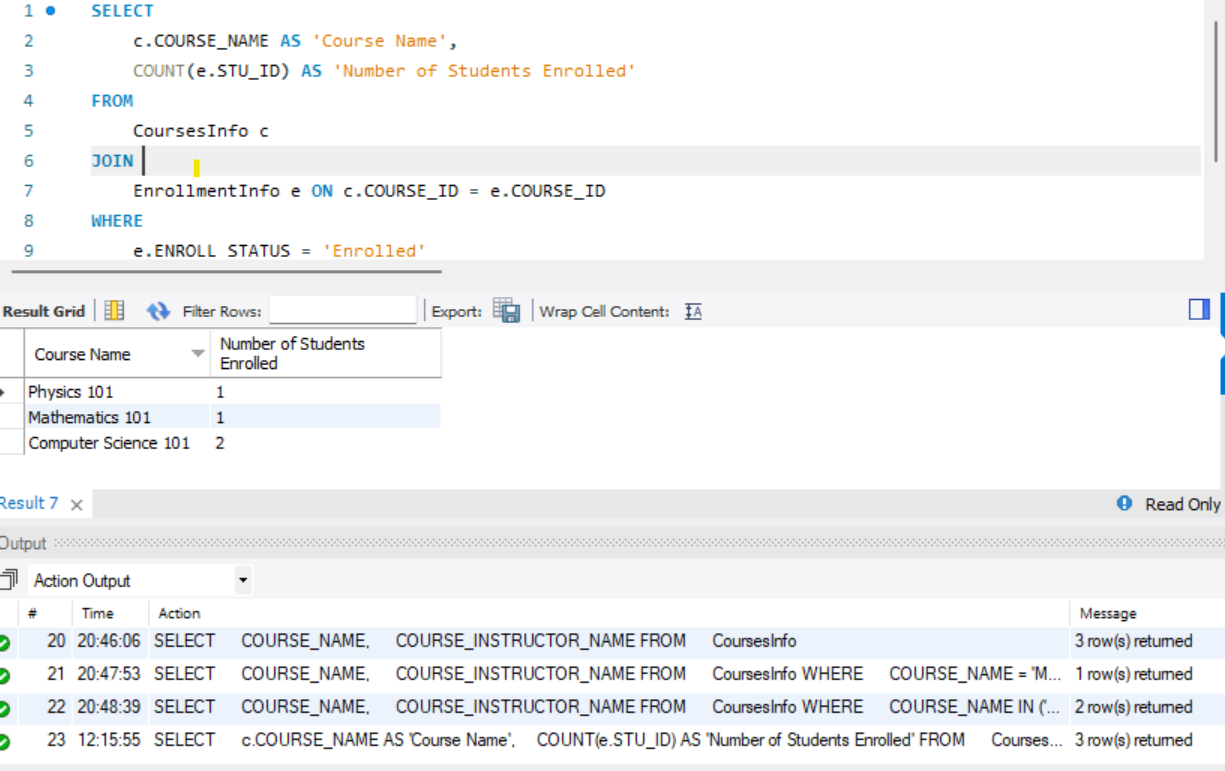 1 SELECT
2 c.COURSE_NAME AS 'Course Name',
3 COUNT(e.STU_ID) AS 'Number of Students Enrolled'
4 FROM
5 CoursesInfo c
6 JOIN
7 EnrollmentInfo e ON c.COURSE_ID = e.COURSE_ID
8 WHERE
9 e.ENROLL_STATUS = 'Enrolled'
Result Grid Filter Rows: Export: Wrap Cell Content: IA
Course Name Number of Students Enrolled
Physics 101 1
Mathematics 101 1
Computer Science 101 2
Result 7 × Read Only
Output
Action Output
# Time Action Message
20 20:46:06 SELECT COURSE_NAME, COURSE_INSTRUCTOR_NAME FROM CoursesInfo 3 row(s) returned
21 20:47:53 SELECT COURSE_NAME, COURSE_INSTRUCTOR_NAME FROM CoursesInfo WHERE COURSE_NAME = 'M... 1 row(s) returned
22 20:48:39 SELECT COURSE_NAME, COURSE_INSTRUCTOR_NAME FROM CoursesInfo WHERE COURSE_NAME IN ('... 2 row(s) returned
23 12:15:55 SELECT c.COURSE_NAME AS 'Course Name', COUNT(e.STU_ID) AS 'Number of Students Enrolled' FROM Courses... 3 row(s) returned